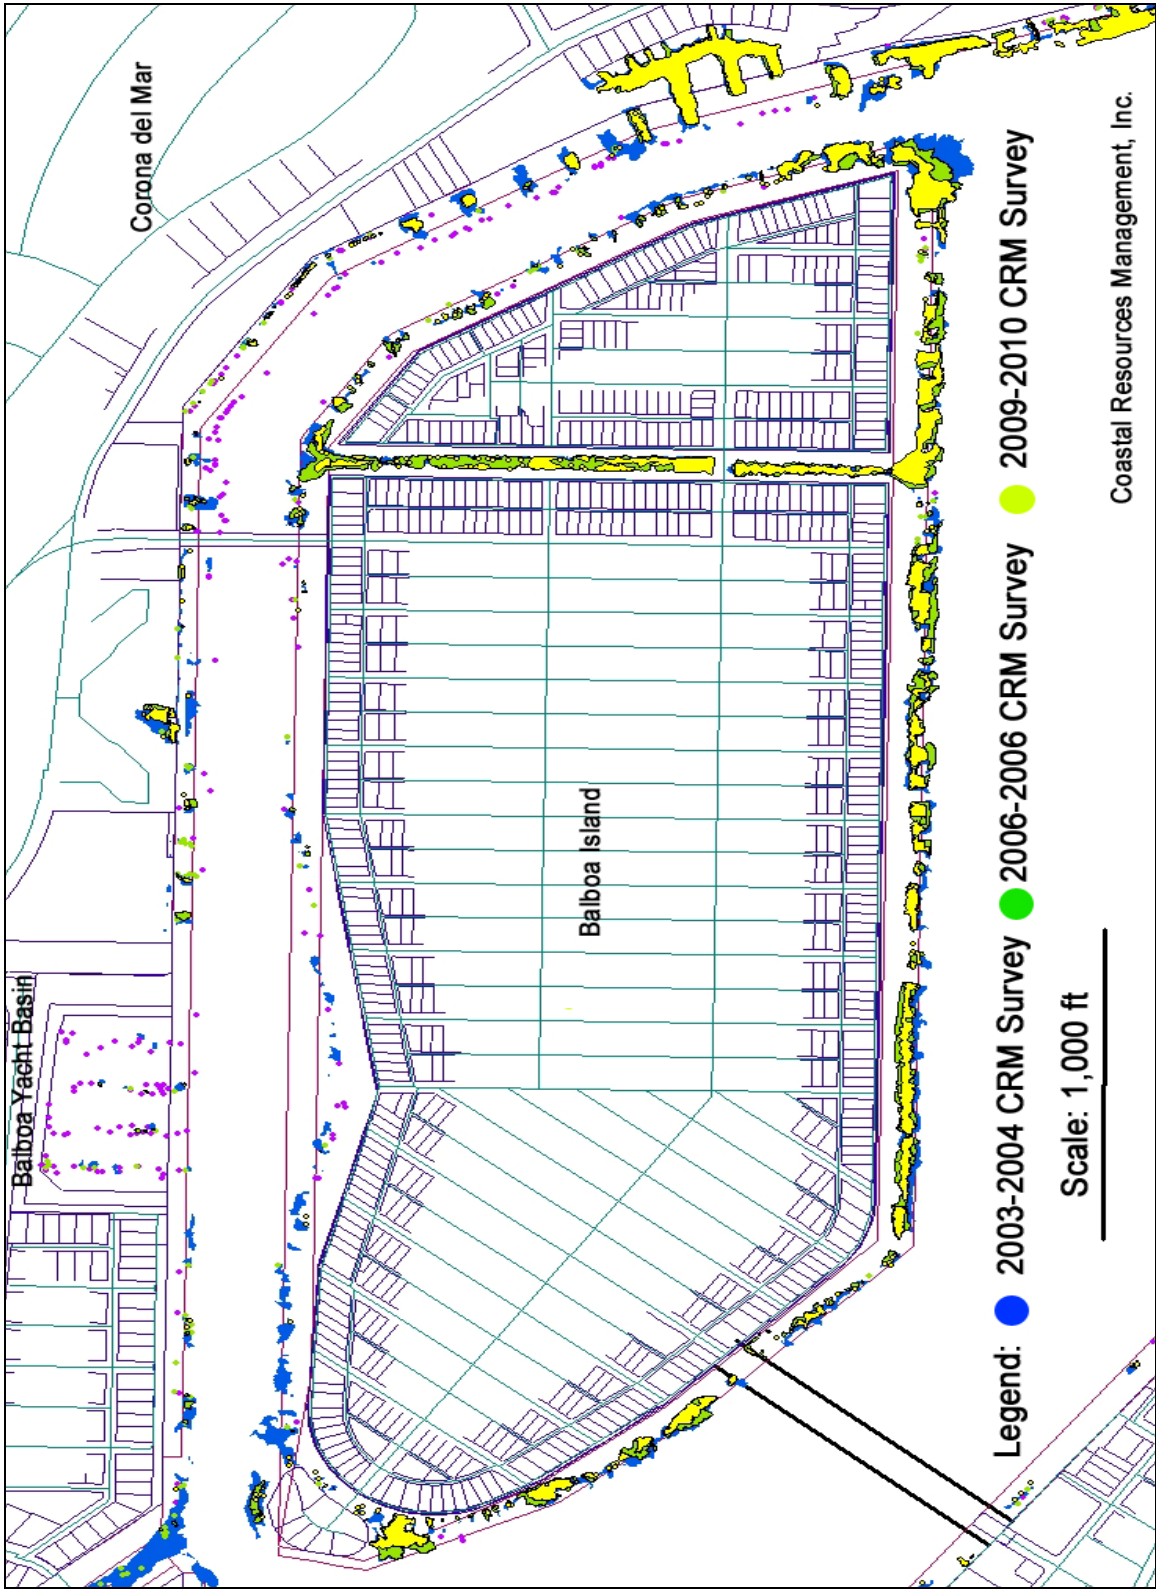 Corona del Mar
Balboa Yacht Basin
Balboa Island
Legend: 2003-2004 CRM Survey 2006-2006 CRM Survey 2009-2010 CRM Survey
Scale: 1,000 ft
Coastal Resources Management, Inc.